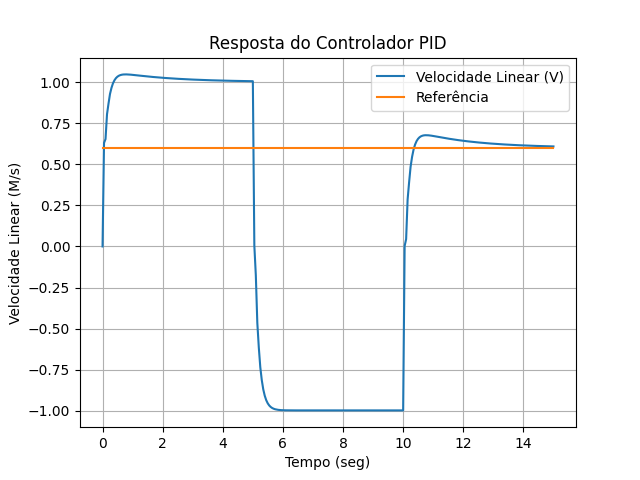 Resposta do Controlador PID
Velocidade Linear (V)
Referência
Velocidade Linear (M/s)
1.00
0.75
0.50
0.25
0.00
−0.25
−0.50
−0.75
−1.00
0 2 4 6 8 10 12 14
Tempo (seg)